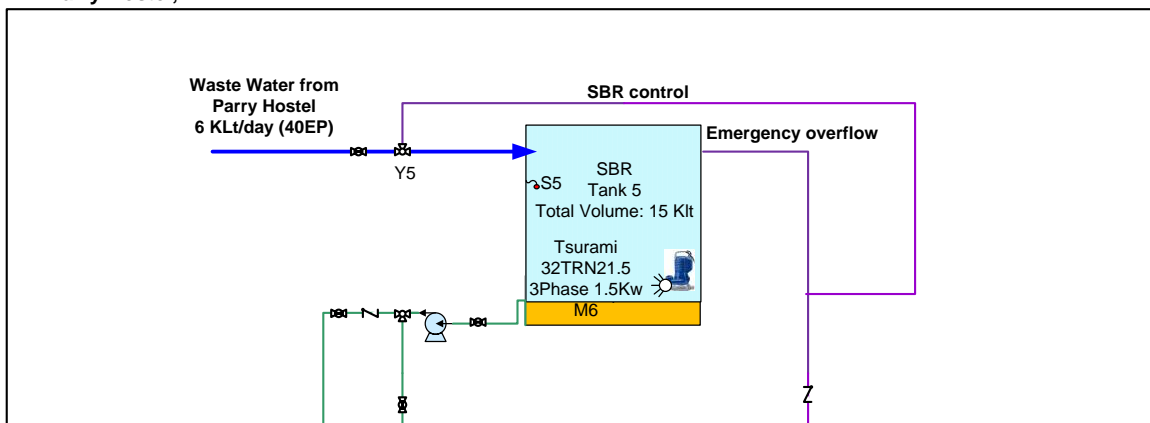 Waste Water from
Parry Hostel
6 KLt/day (40EP)
SBR control
Emergency overflow
Y5
S5
SBR
Tank 5
Total Volume: 15 Klt
Tsurami
32TRN21.5
3Phase 1.5Kw
M6